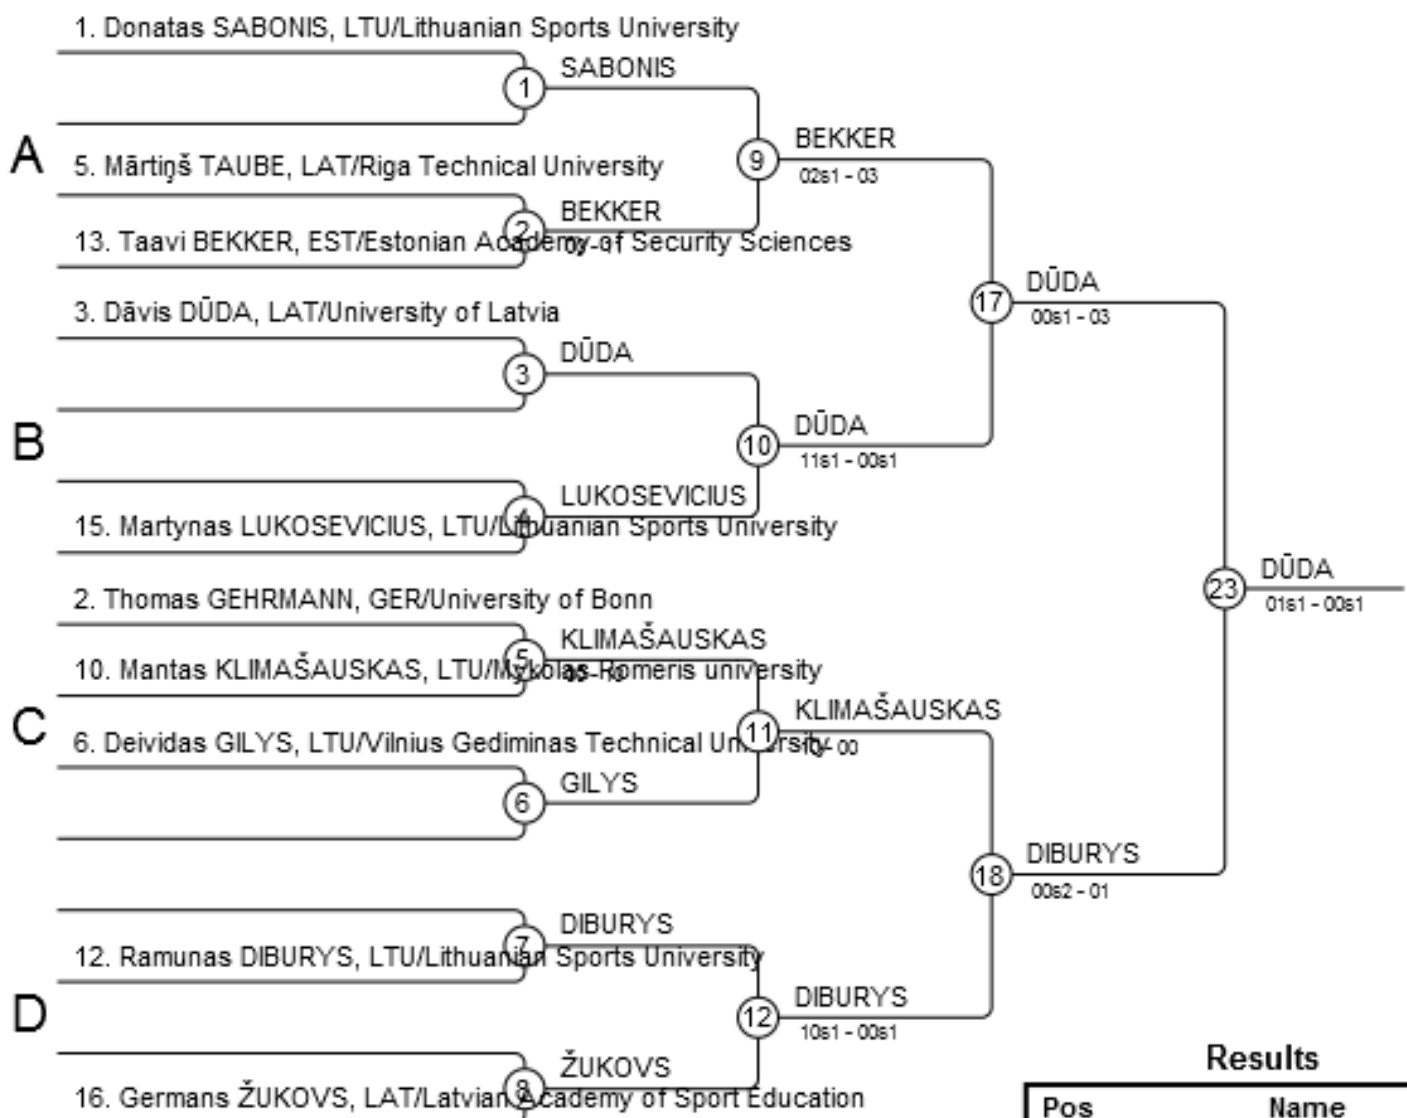 1. Donatas SABONIS, LTU/Lithuanian Sports University
SABONIS
1
A
5. Mārtiņš TAUBE, LAT/Riga Technical University
BEKKER
9
02s1 - 03
BEKKER
2
13. Taavi BEKKER, EST/Estonian Academy of Security Sciences
3. Dāvis DŪDA, LAT/University of Latvia
DŪDA
17
00s1 - 03
DŪDA
3
B
DŪDA
10
11s1 - 00s1
LUKOSEVICIUS
4
15. Martynas LUKOSEVICIUS, LTU/Lithuanian Sports University
DŪDA
23
01s1 - 00s1
2. Thomas GEHRMANN, GER/University of Bonn
KLIMAŠAUSKAS
5
10. Mantas KLIMAŠAUSKAS, LTU/Mykolas Romeris university
C
KLIMAŠAUSKAS
11
6. Deividas GILYS, LTU/Vilnius Gediminas Technical University
- 00
GILYS
6
DIBURYS
18
00s2 - 01
DIBURYS
7
12. Ramunas DIBURYS, LTU/Lithuanian Sports University
D
DIBURYS
12
10s1 - 00s1
ŽUKOVS
8
16. Germans ŽUKOVS, LAT/Latvian Academy of Sport Education
Results
Pos Name